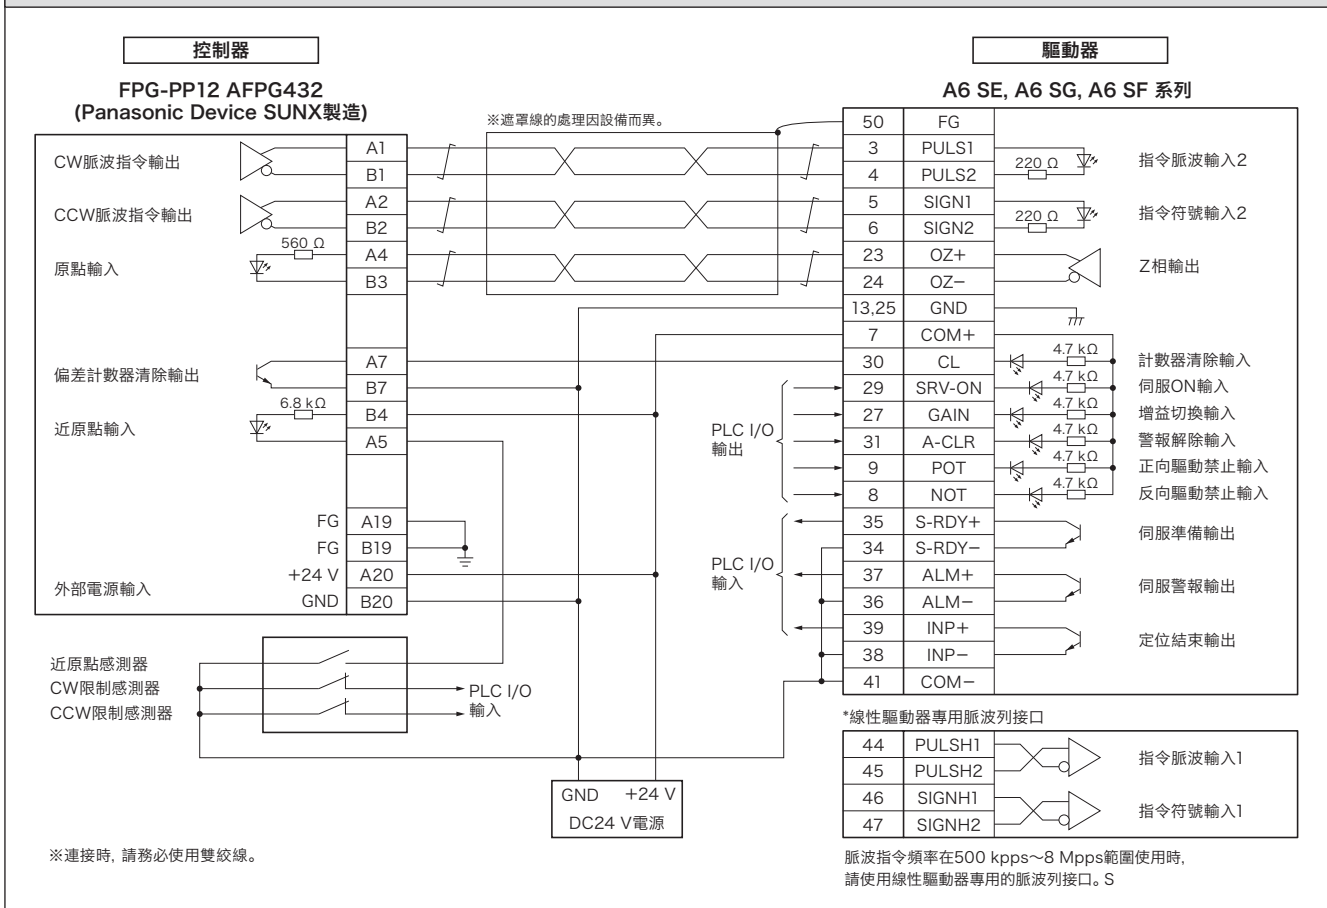 控制器
FPG-PP12 AFPG432
(Panasonic Device SUNX製造)
CW脈波指令輸出
A1
B1
CCW脈波指令輸出
A2
B2
560 Ω
原點輸入
A4
B3
偏差計數器清除輸出
A7
B7
6.8 kΩ
近原點輸入
B4
A5
FG A19
FG B19
外部電源輸入
+24 V A20
GND B20
近原點感測器
CW限制感測器
CCW限制感測器
PLC I/O
輸入
※遮罩線的處理因設備而異。
PLC I/O
輸出
PLC I/O
輸入
GND +24 V
DC24 V電源
※連接時, 請務必使用雙絞線。
驅動器
A6 SE, A6 SG, A6 SF 系列
50 FG
3 PULS1
4 PULS2
220 Ω
指令脈波輸入2
5 SIGN1
6 SIGN2
220 Ω
指令符號輸入2
23 OZ+
24 OZ−
Z相輸出
13,25 GND
7 COM+
30 CL 4.7 kΩ 計數器清除輸入
29 SRV-ON 4.7 kΩ 伺服ON輸入
27 GAIN 4.7 kΩ 增益切換輸入
31 A-CLR 4.7 kΩ 警報解除輸入
9 POT 4.7 kΩ 正向驅動禁止輸入
8 NOT 4.7 kΩ 反向驅動禁止輸入
35 S-RDY+
34 S-RDY−
伺服準備輸出
37 ALM+
36 ALM−
伺服警報輸出
39 INP+
38 INP−
定位結束輸出
41 COM−
*線性驅動器專用脈波列接口
44 PULSH1
45 PULSH2
指令脈波輸入1
46 SIGNH1
47 SIGNH2
指令符號輸入1
脈波指令頻率在500 kpps～8 Mpps範圍使用時,
請使用線性驅動器專用的脈波列接口。S